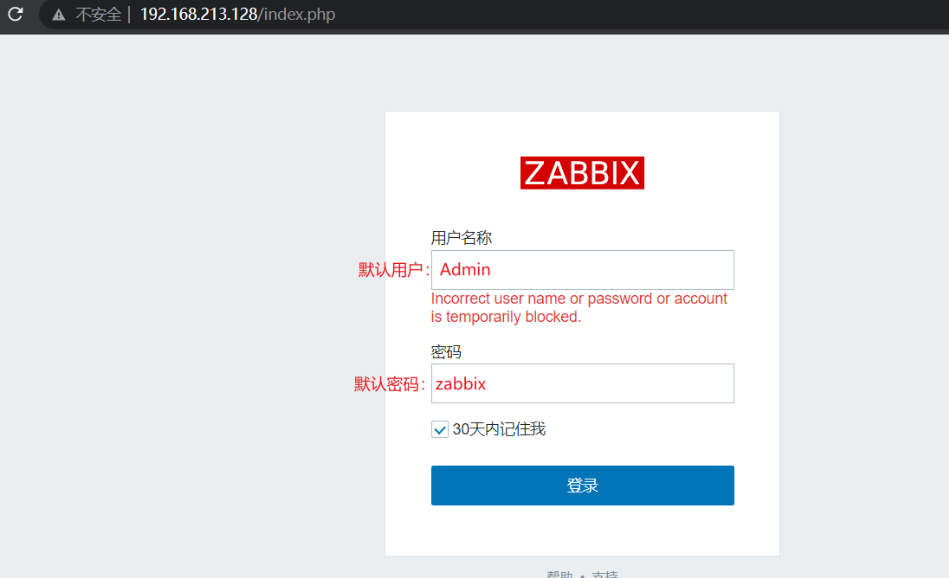 不安全 | 192.168.213.128/index.php
ZABBIX
用户名称
默认用户: Admin
Incorrect user name or password or account
is temporarily blocked.
密码
默认密码: zabbix
30天内记住我
登录
帮助 • 支持